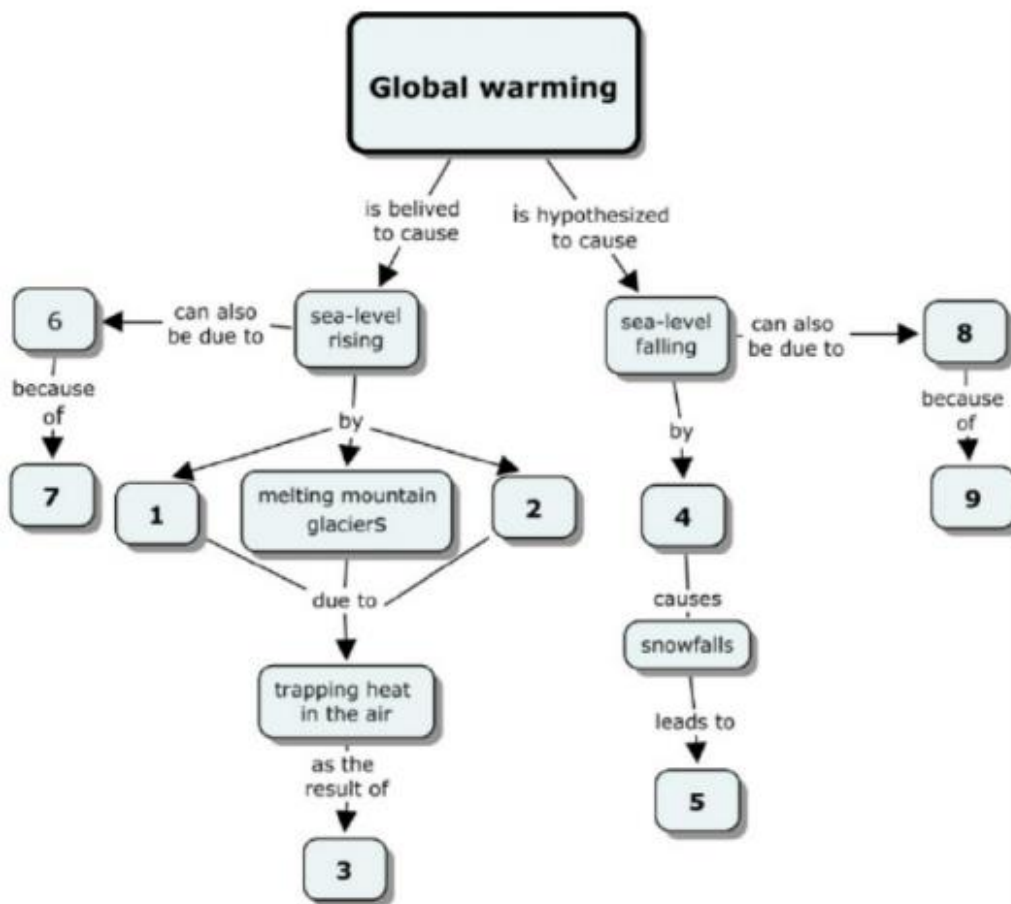 Global warming
is belived
to cause
is hypothesized
to cause
6
can also
be due to
sea-level
rising
sea-level
falling
can also
be due to
8
because
of
by
by
because
of
7
1
melting mountain
glaciers
2
4
9
due to
causes
snowfalls
trapping heat
in the air
leads to
as the
result of
5
3